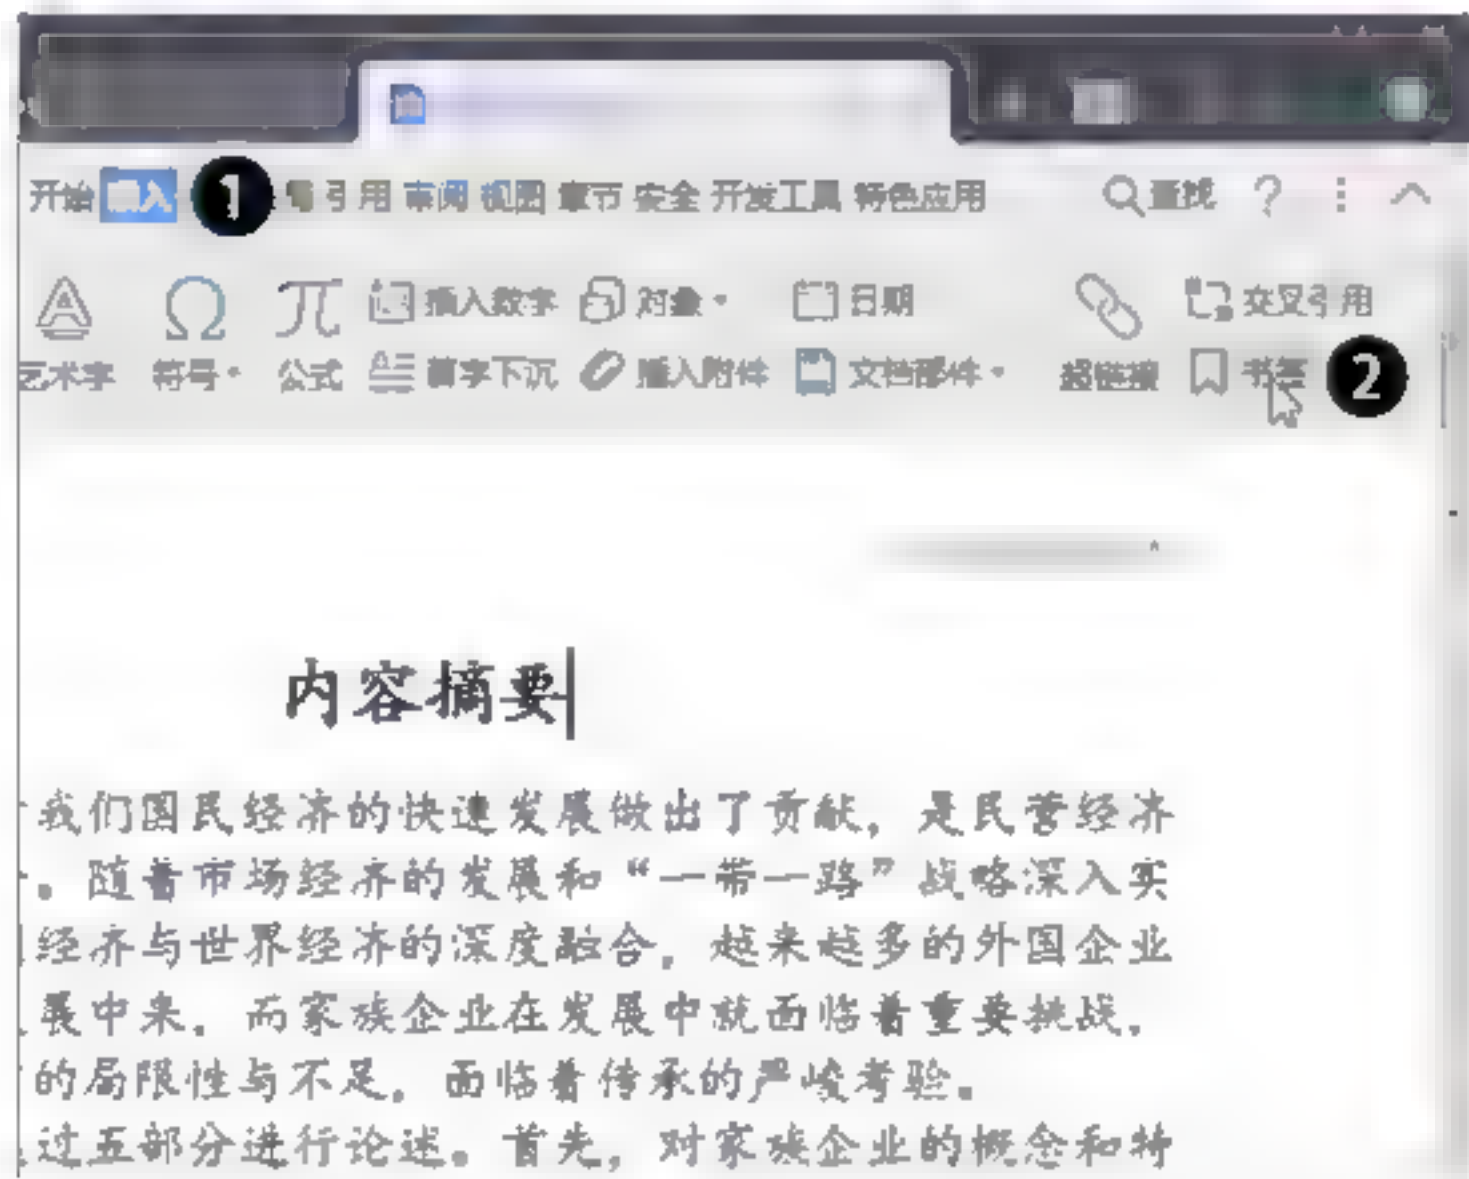 开始 插入 1 引用 审阅 视图 章节 安全 开发工具 特色应用 查找 ?
插入数字 对象 日期 交叉引用
艺术字 符号 公式 首字下沉 插入附件 文档部件 超链接 书签 2
内容摘要
我们国民经济的快速发展做出了贡献，是民营经济
。随着市场经济的发展和“一带一路”战略深入实
经济与世界经济的深度融合，越来越多的外国企业
展中来，而家族企业在发展中就面临着重要挑战，
的局限性与不足，面临着传承的严峻考验。
过五部分进行论述。首先，对家族企业的概念和特